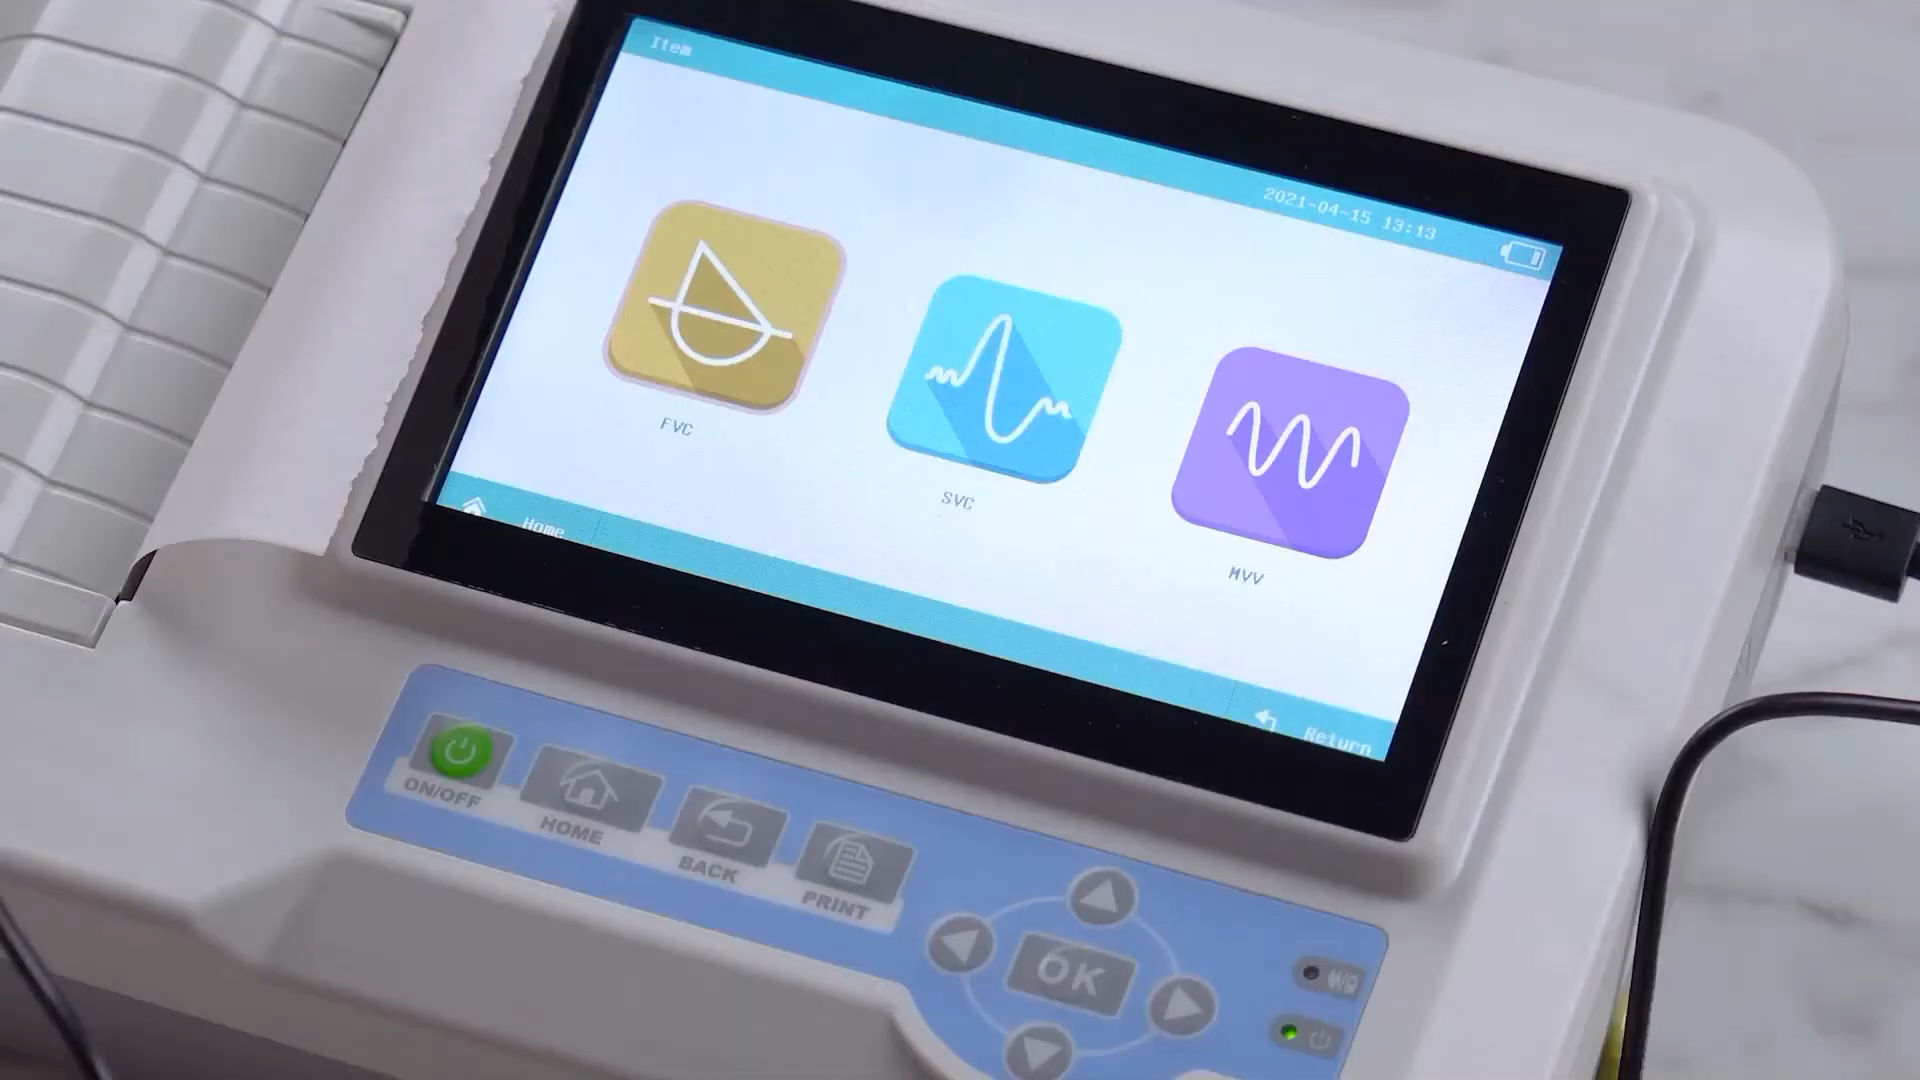 Item
2021-04-15 13:13
FVC
SVC
MVV
Home
Return
ON/OFF
HOME
BACK
PRINT
OK